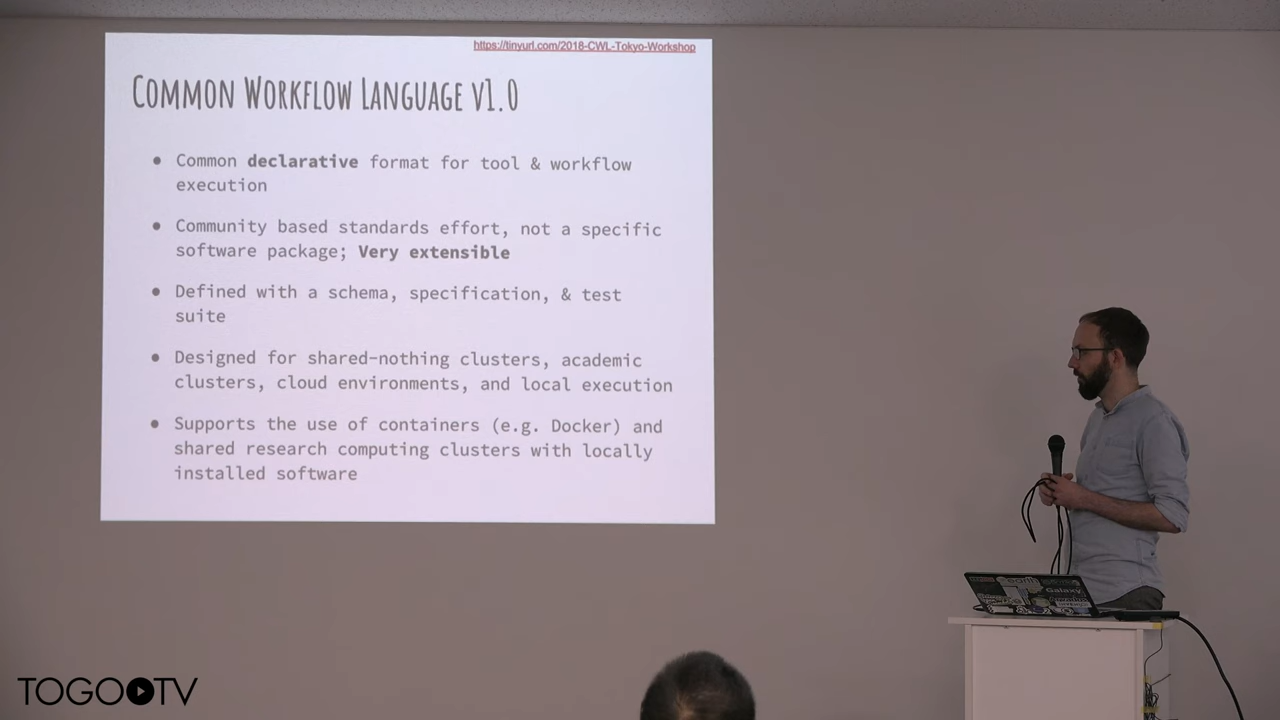 https://tinyurl.com/2018-CWL-Tokyo-Workshop
COMMON WORKFLOW LANGUAGE V1.0
● Common declarative format for tool & workflow
execution
● Community based standards effort, not a specific
software package; Very extensible
● Defined with a schema, specification, & test
suite
● Designed for shared-nothing clusters, academic
clusters, cloud environments, and local execution
● Supports the use of containers (e.g. Docker) and
shared research computing clusters with locally
installed software
Galaxy
TOGOTV